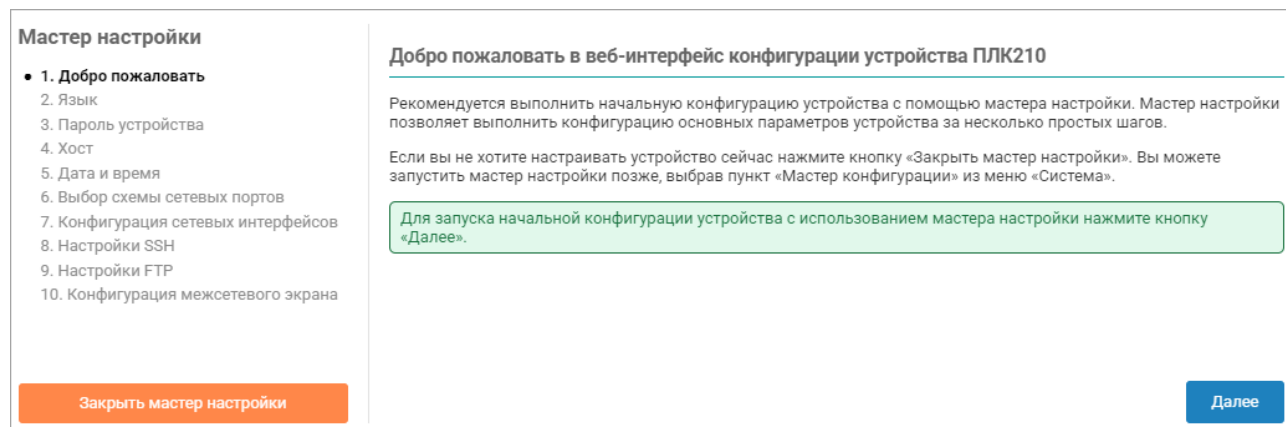 Мастер настройки
1. Добро пожаловать
2. Язык
3. Пароль устройства
4. Хост
5. Дата и время
6. Выбор схемы сетевых портов
7. Конфигурация сетевых интерфейсов
8. Настройки SSH
9. Настройки FTP
10. Конфигурация межсетевого экрана
Закрыть мастер настройки
Добро пожаловать в веб-интерфейс конфигурации устройства ПЛК210
Рекомендуется выполнить начальную конфигурацию устройства с помощью мастера настройки. Мастер настройки
позволяет выполнить конфигурацию основных параметров устройства за несколько простых шагов.
Если вы не хотите настраивать устройство сейчас нажмите кнопку «Закрыть мастер настройки». Вы можете
запустить мастер настройки позже, выбрав пункт «Мастер конфигурации» из меню «Система».
Для запуска начальной конфигурации устройства с использованием мастера настройки нажмите кнопку
«Далее».
Далее